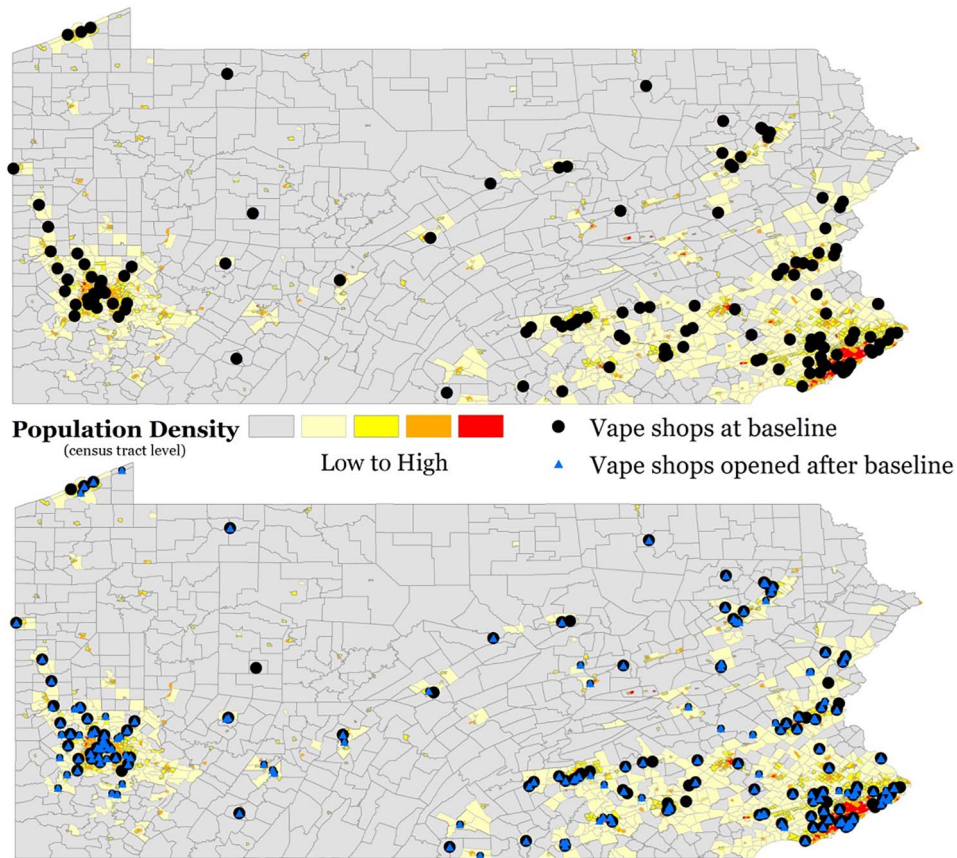 Population Density
(census tract level)
Low to High
Vape shops at baseline
Vape shops opened after baseline